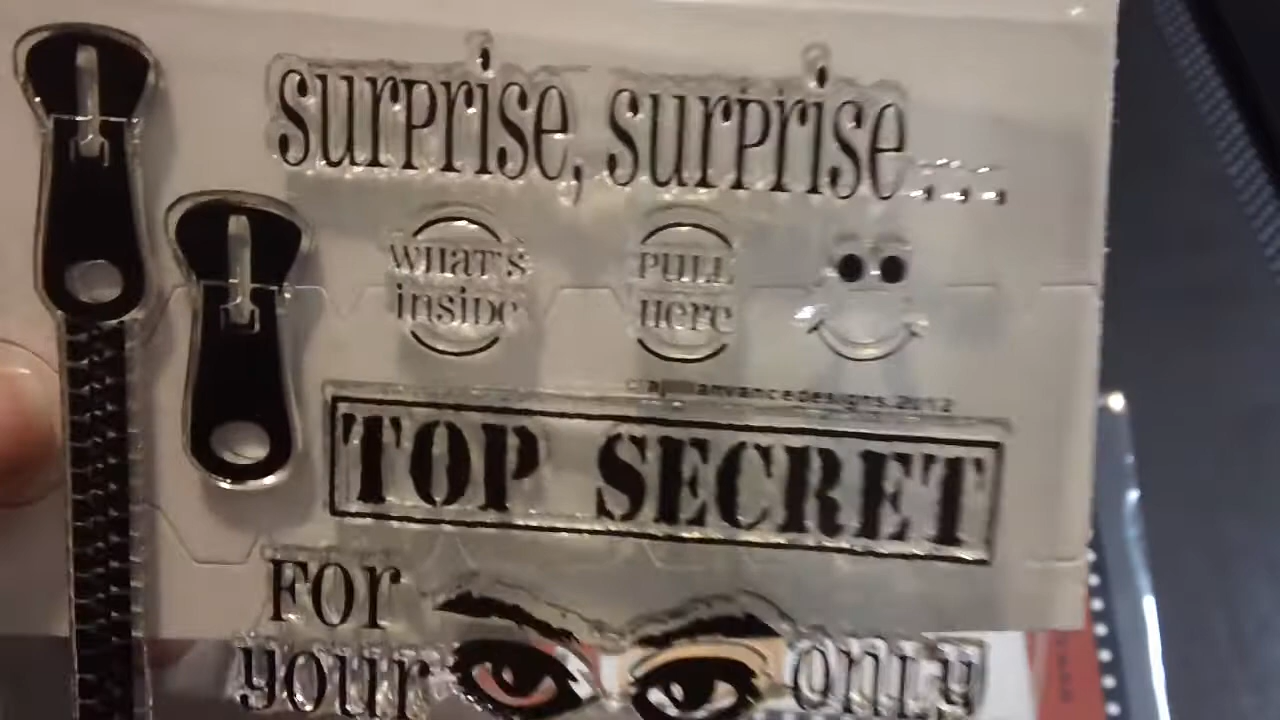 surprise, surprise...
WHAT'S
inside
PULL
Here
TOP SECRET
For
your only